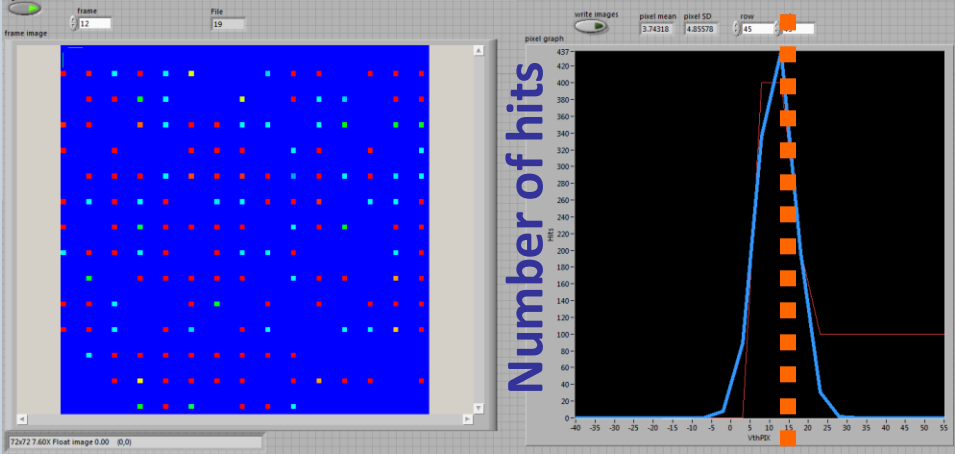 frame
12
File
19
frame image
72x72 7.60X Float image 0.00 (0,0)
write images
pixel mean
3.74318
pixel SD
4.85578
row
45
pixel graph
Number of hits
Hits
437
420
400
380
360
340
320
300
280
260
240
220
200
180
160
140
120
100
80
60
40
20
0
-40 -35 -30 -25 -20 -15 -10 -5 0 5 10 15 20 25 30 35 40 45 50 55
VthPIX